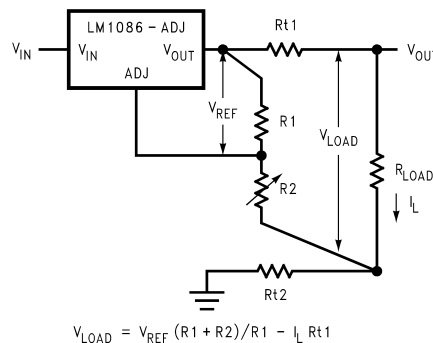 Rt1
LM1086-ADJ
V_IN
V_IN
V_OUT
ADJ
V_REF
R1
V_LOAD
R_LOAD
R2
I_L
Rt2
V_LOAD = V_REF (R1 + R2)/R1 - I_L Rt1